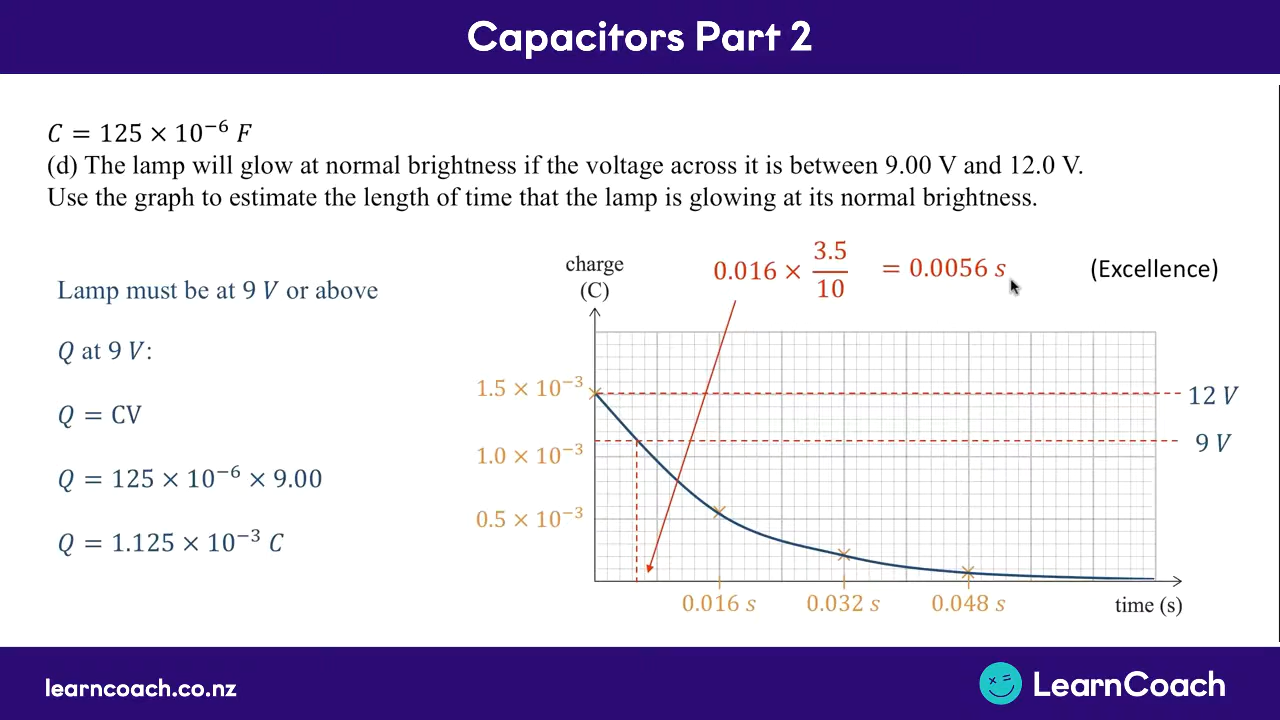 Capacitors Part 2
C = 125 × 10⁻⁶ F
(d) The lamp will glow at normal brightness if the voltage across it is between 9.00 V and 12.0 V.
Use the graph to estimate the length of time that the lamp is glowing at its normal brightness.
Lamp must be at 9 V or above
Q at 9 V:
Q = CV
Q = 125 × 10⁻⁶ × 9.00
Q = 1.125 × 10⁻³ C
0.016 × 3.5/10 = 0.0056 s
(Excellence)
charge
(C)
1.5 × 10⁻³
12 V
9 V
1.0 × 10⁻³
0.5 × 10⁻³
0.016 s 0.032 s 0.048 s time (s)
learncoach.co.nz
LearnCoach